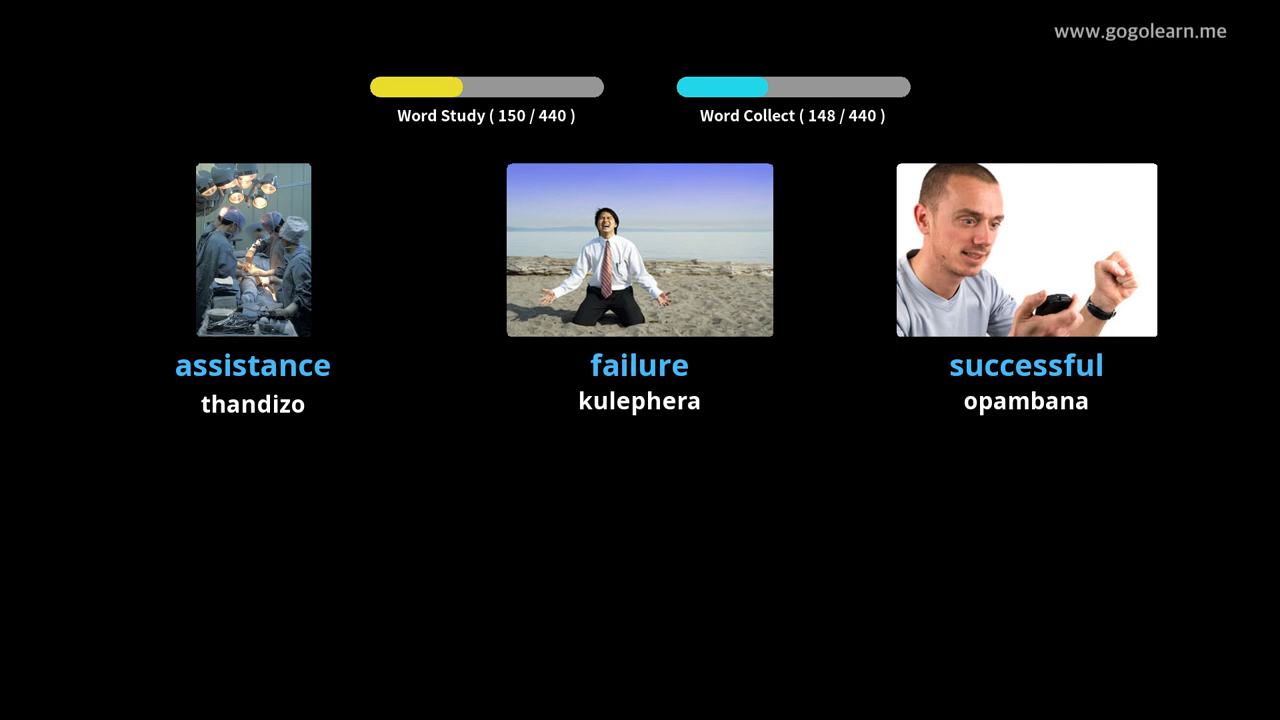 www.gogolearn.me
Word Study ( 150 / 440 )
Word Collect ( 148 / 440 )
assistance
thandizo
failure
kulephera
successful
opambana